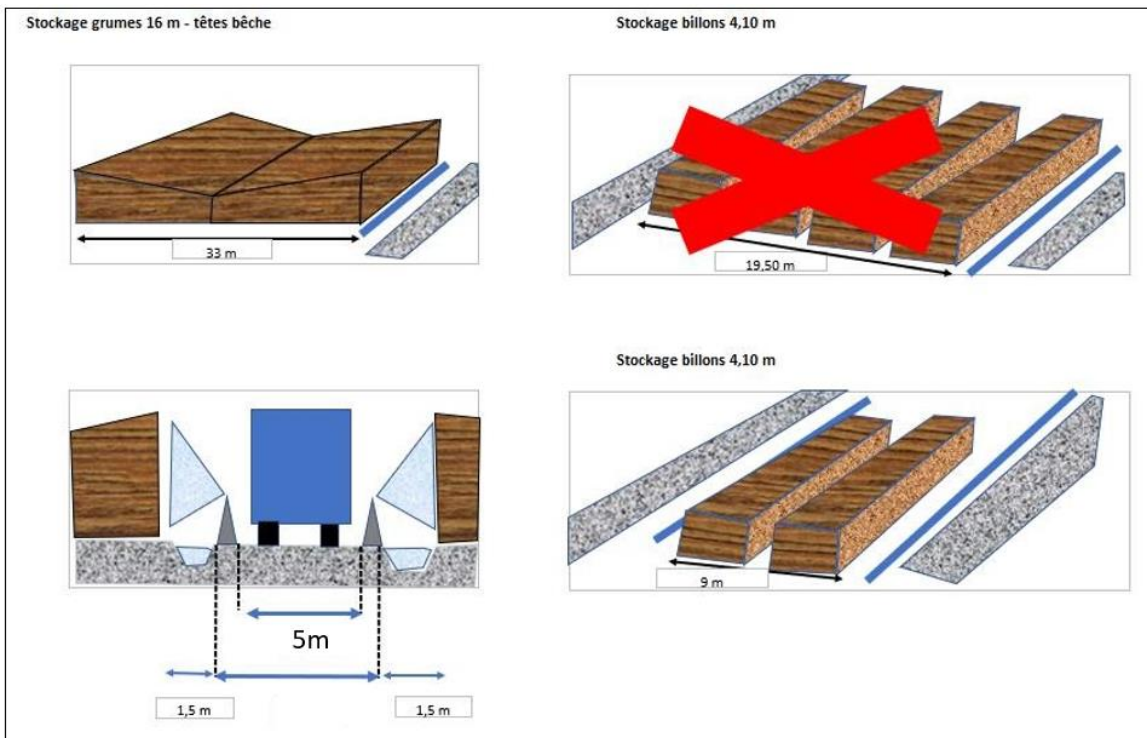 Stockage grumes 16 m - têtes bêche
Stockage billons 4,10 m
33 m
19,50 m
Stockage billons 4,10 m
9 m
5m
1,5 m
1,5 m